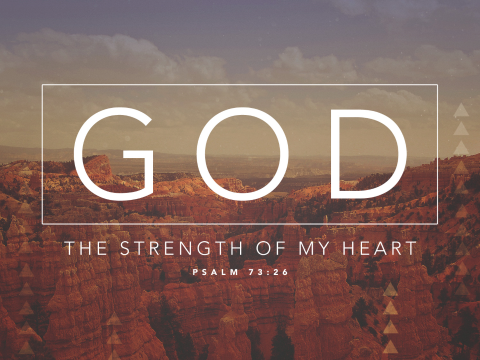 GOD
THE STRENGTH OF MY HEART
PSALM 73:26